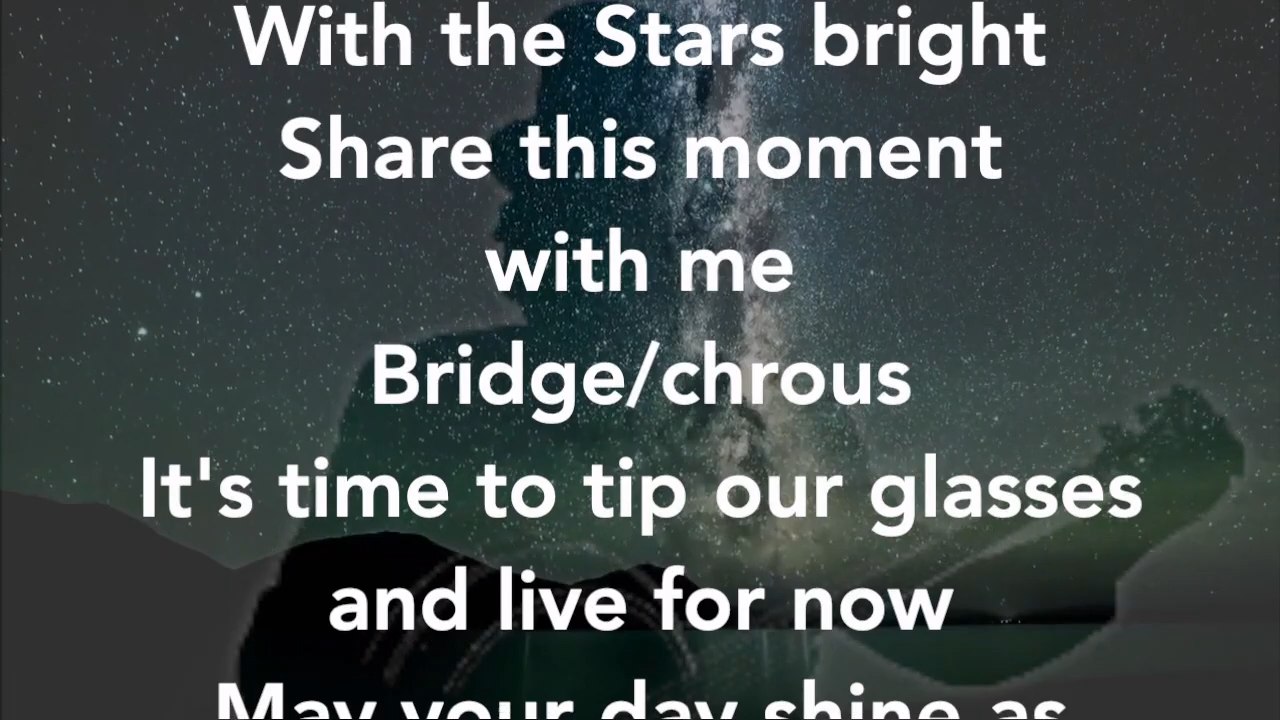 With the Stars bright
Share this moment
with me
Bridge/chrous
It's time to tip our glasses
and live for now
May your day shine as